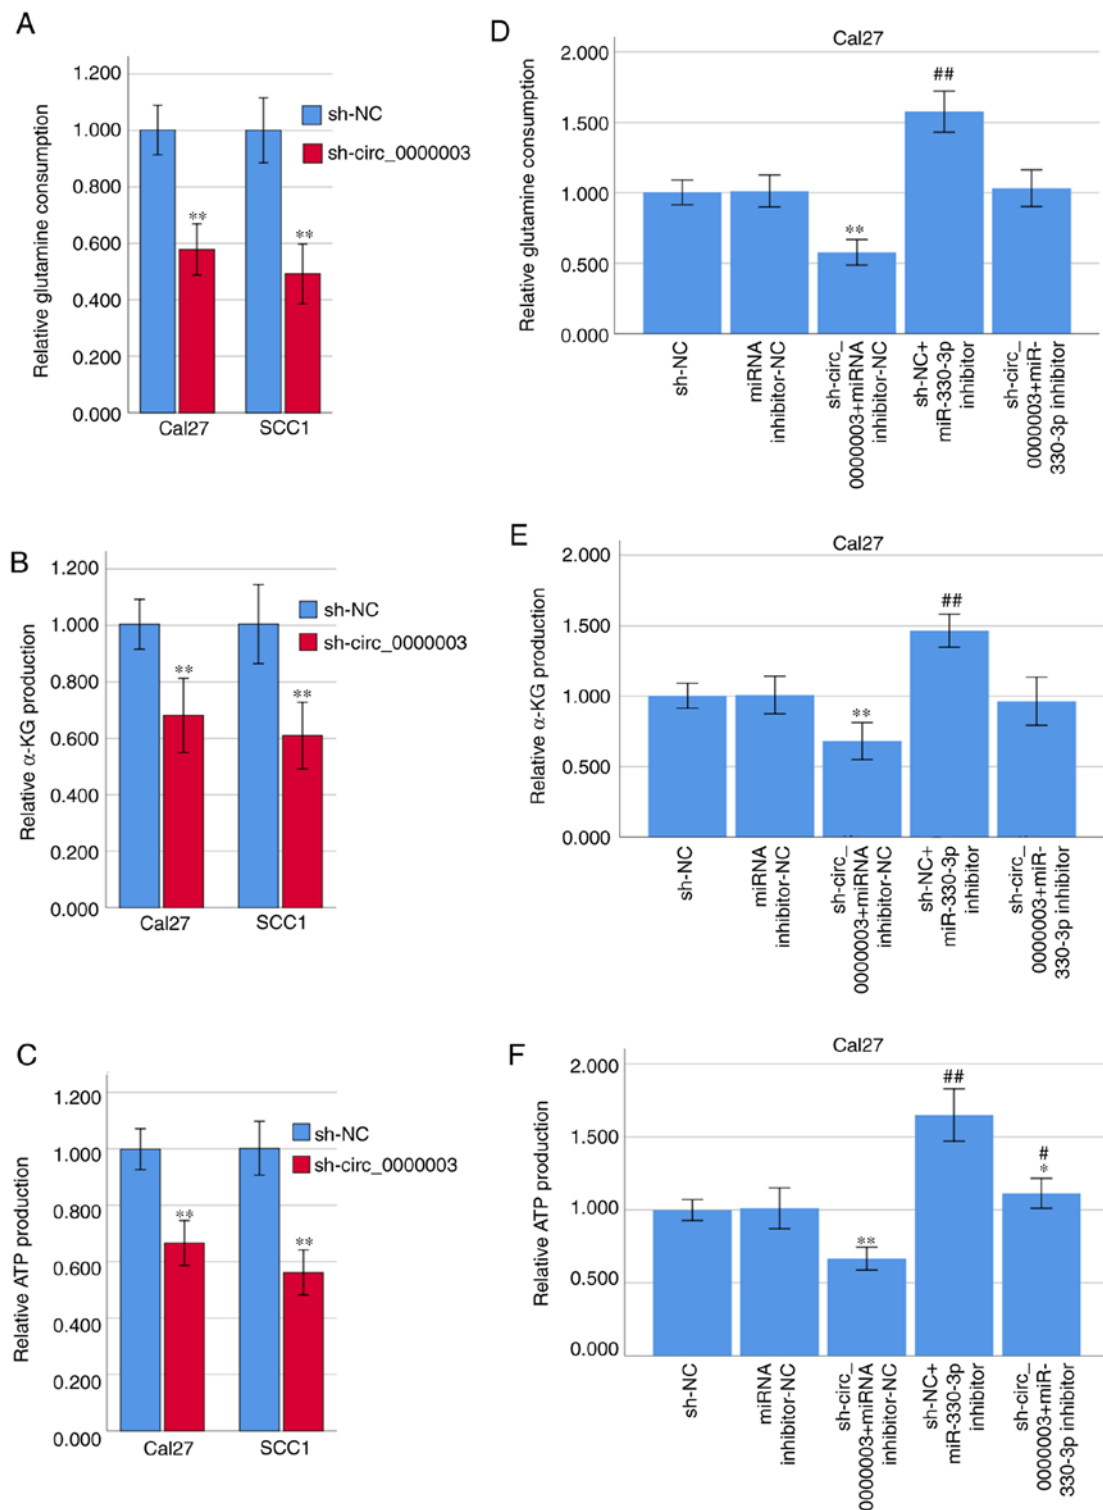 A
Relative glutamine consumption
1.200
1.000
0.800
0.600
0.400
0.200
0.000
**
**
sh-NC
sh-circ_0000003
Cal27
SCC1
B
Relative α-KG production
1.200
1.000
0.800
0.600
0.400
0.200
0.000
**
**
sh-NC
sh-circ_0000003
Cal27
SCC1
C
Relative ATP production
1.200
1.000
0.800
0.600
0.400
0.200
0.000
**
**
sh-NC
sh-circ_0000003
Cal27
SCC1
D
Cal27
Relative glutamine consumption
2.000
1.500
1.000
0.500
0.000
**
##
sh-NC
miRNA
inhibitor-NC
sh-circ_
0000003+miRNA
inhibitor-NC
sh-NC+
miR-330-3p
inhibitor
sh-circ_
0000003+miR-
330-3p inhibitor
E
Cal27
Relative α-KG production
2.000
1.500
1.000
0.500
0.000
**
##
sh-NC
miRNA
inhibitor-NC
sh-circ_
0000003+miRNA
inhibitor-NC
sh-NC+
miR-330-3p
inhibitor
sh-circ_
0000003+miR-
330-3p inhibitor
F
Cal27
Relative ATP production
2.000
1.500
1.000
0.500
0.000
**
##
#
*
sh-NC
miRNA
inhibitor-NC
sh-circ_
0000003+miRNA
inhibitor-NC
sh-NC+
miR-330-3p
inhibitor
sh-circ_
0000003+miR-
330-3p inhibitor